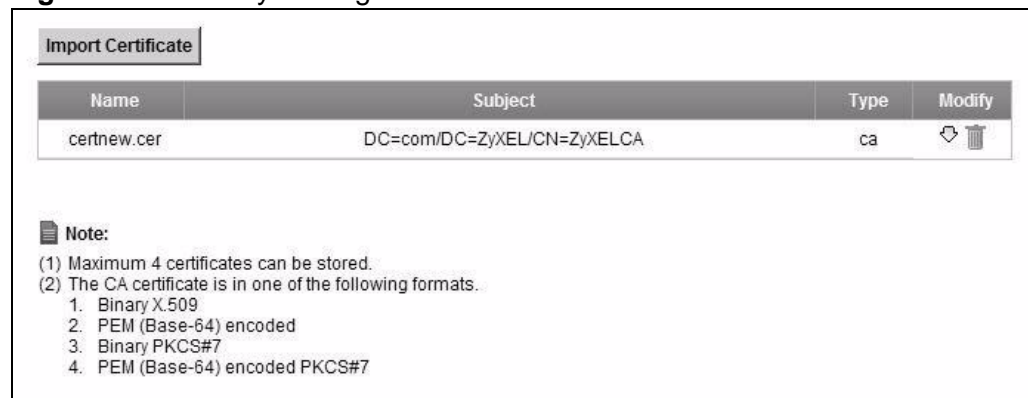 Import Certificate
Name Subject Type Modify
certnew.cer DC=com/DC=ZyXEL/CN=ZyXELCA ca
Note:
(1) Maximum 4 certificates can be stored.
(2) The CA certificate is in one of the following formats.
1. Binary X.509
2. PEM (Base-64) encoded
3. Binary PKCS#7
4. PEM (Base-64) encoded PKCS#7